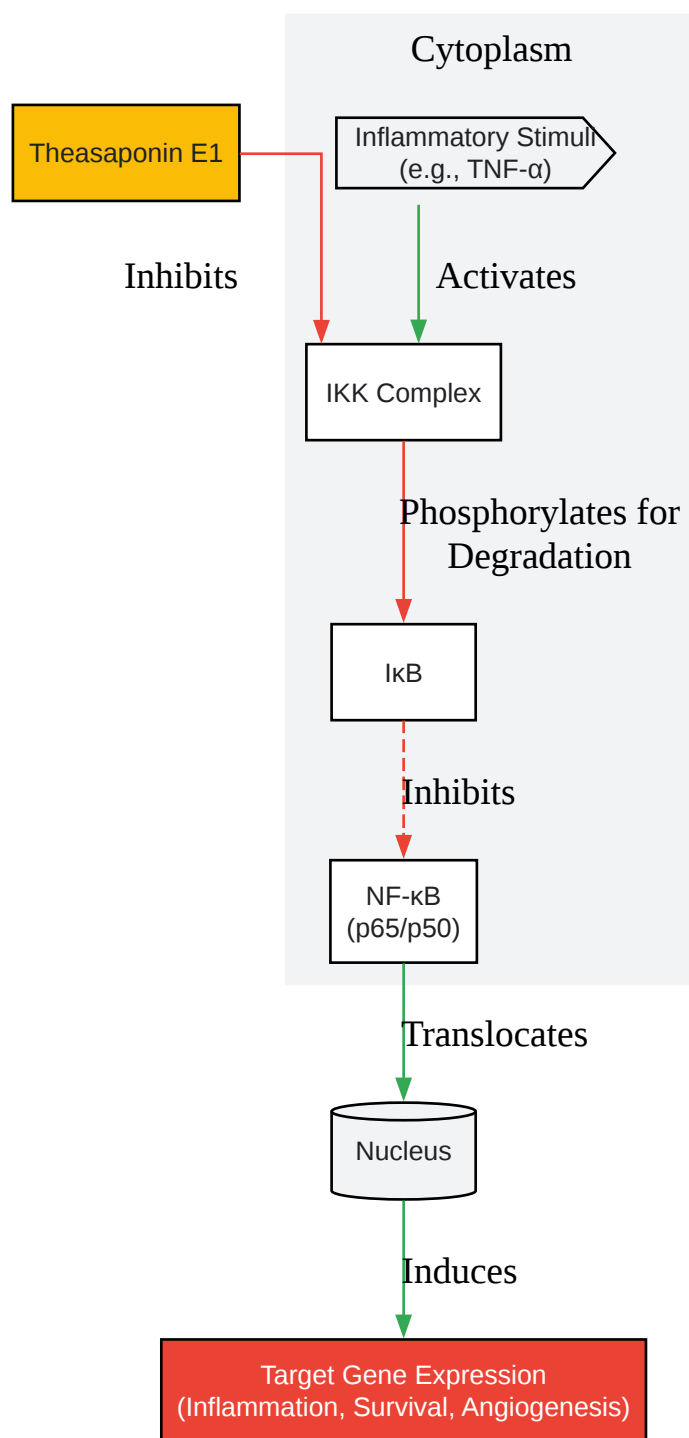 Cytoplasm
Theasaponin E1
Inflammatory Stimuli
(e.g., TNF-α)
Inhibits
Activates
IKK Complex
Phosphorylates for
Degradation
IκB
Inhibits
NF-κB
(p65/p50)
Translocates
Nucleus
Induces
Target Gene Expression
(Inflammation, Survival, Angiogenesis)